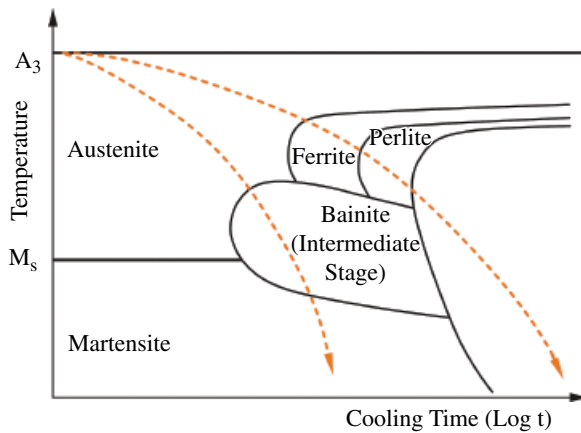 A3
Temperature
Austenite
Ferrite
Perlite
Bainite
(Intermediate
Stage)
Ms
Martensite
Cooling Time (Log t)